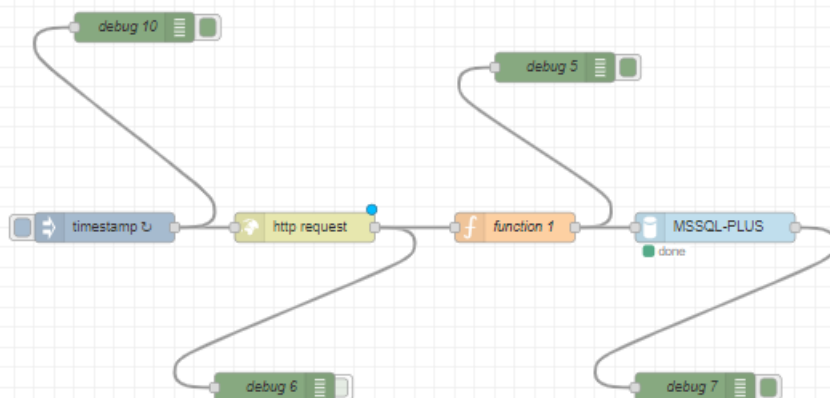 debug 10
debug 5
timestamp ↻
http request
function 1
MSSQL-PLUS
done
debug 6
debug 7